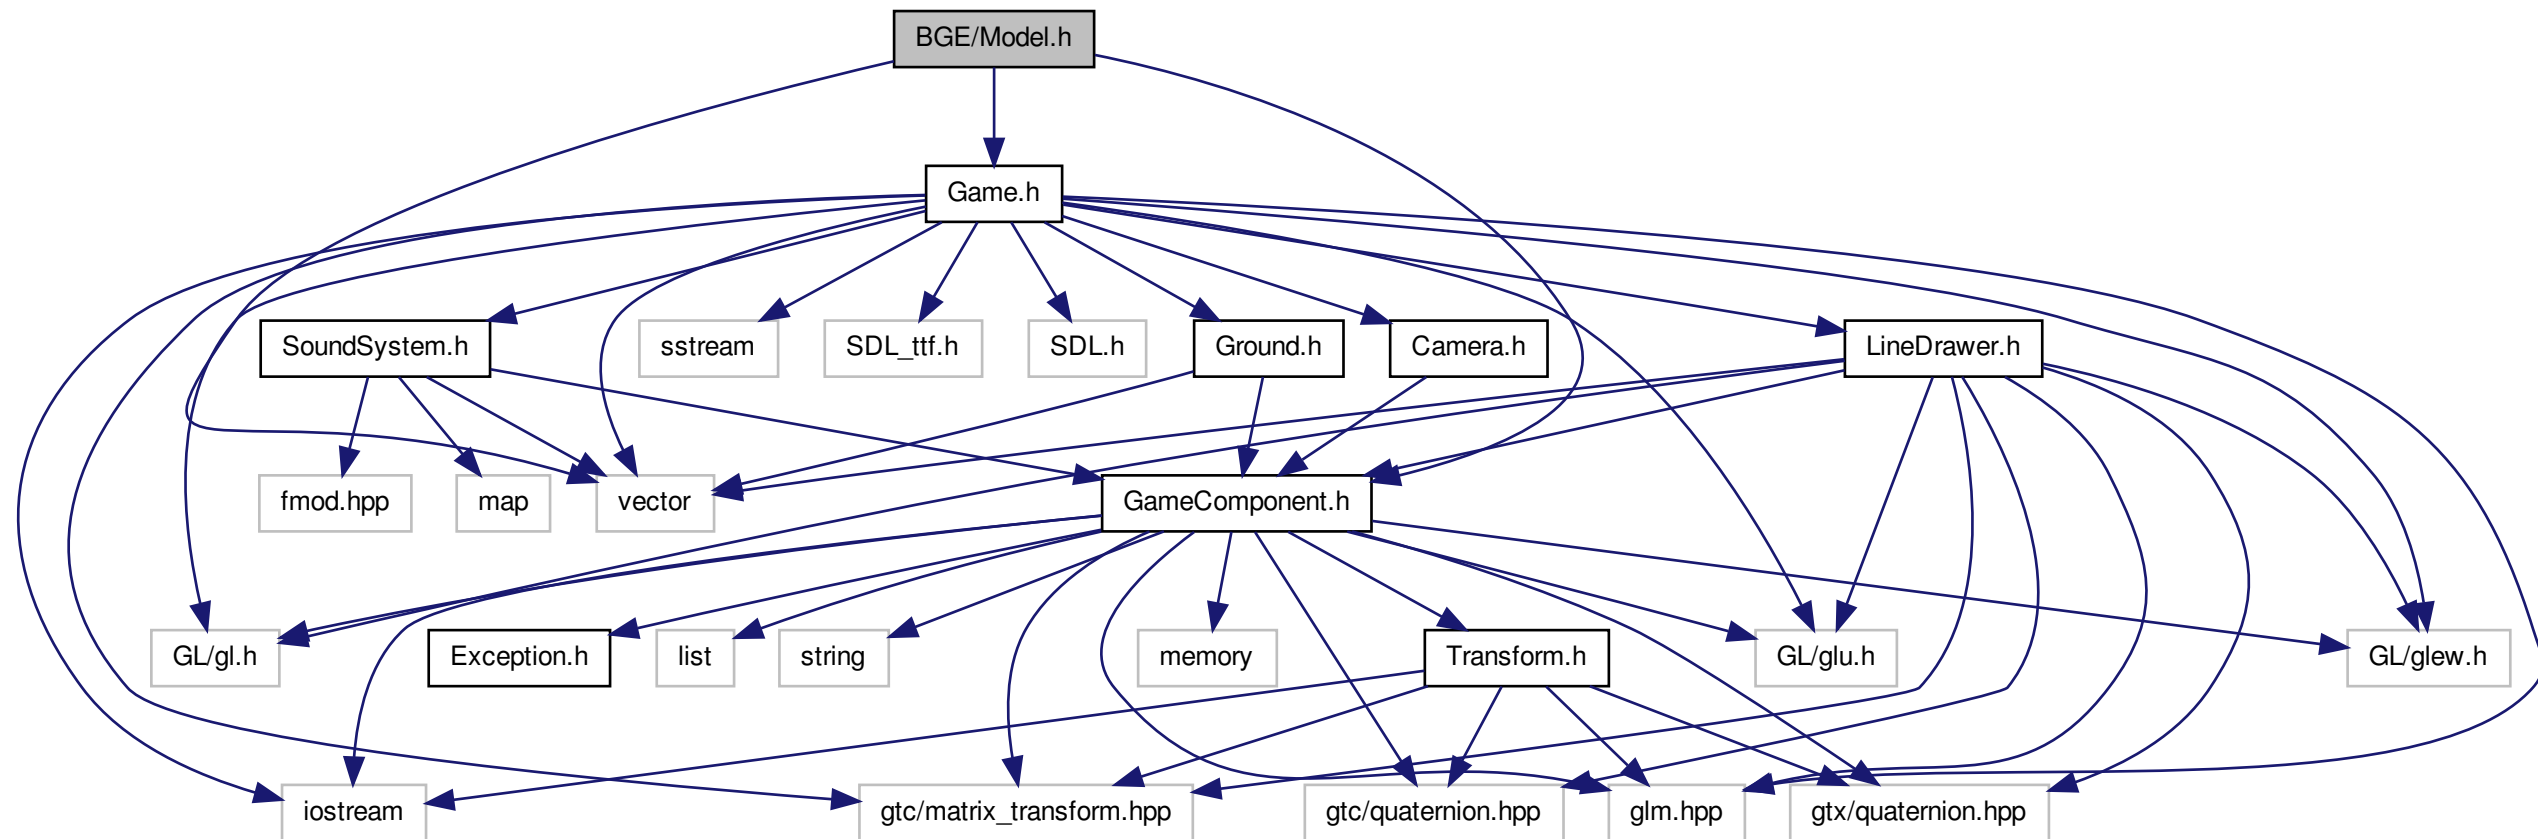 BGE/Model.h
Game.h
SoundSystem.h
sstream
SDL_ttf.h
SDL.h
Ground.h
Camera.h
LineDrawer.h
fmod.hpp
map
vector
GameComponent.h
GL/gl.h
Exception.h
list
string
memory
Transform.h
GL/glu.h
GL/glew.h
iostream
gtc/matrix_transform.hpp
gtc/quaternion.hpp
glm.hpp
gtx/quaternion.hpp